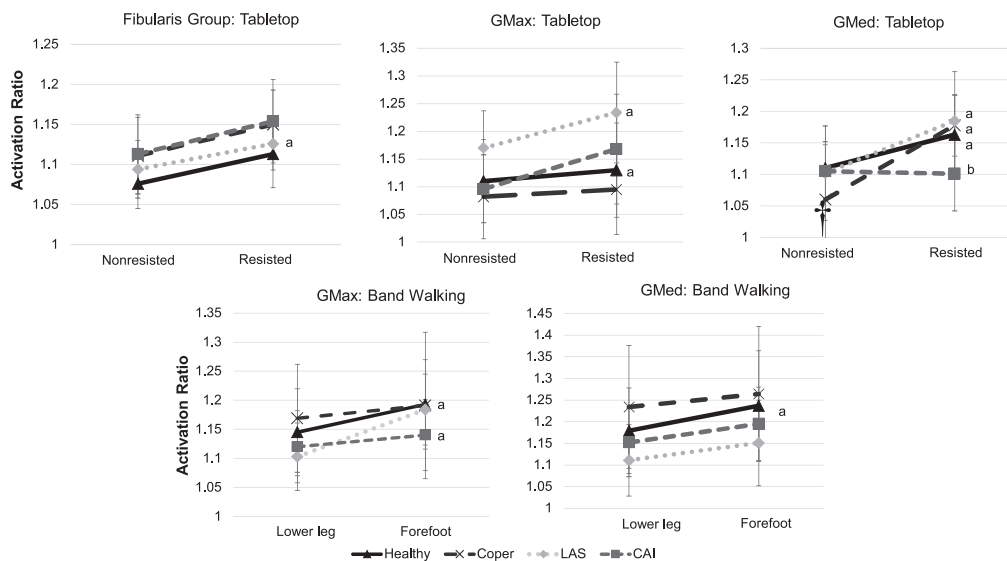 Fibularis Group: Tabletop
Activation Ratio
1.25
1.2
1.15
1.1
1.05
1
a
Nonresisted Resisted
GMax: Tabletop
1.35
1.3
1.25
1.2
1.15
1.1
1.05
1
a
a
Nonresisted Resisted
GMed: Tabletop
1.3
1.25
1.2
1.15
1.1
1.05
1
a
a
a
b
†
Nonresisted Resisted
GMax: Band Walking
Activation Ratio
1.35
1.3
1.25
1.2
1.15
1.1
1.05
1
a
a
Lower leg Forefoot
GMed: Band Walking
1.45
1.4
1.35
1.3
1.25
1.2
1.15
1.1
1.05
1
a
Lower leg Forefoot
Healthy Coper LAS CAI